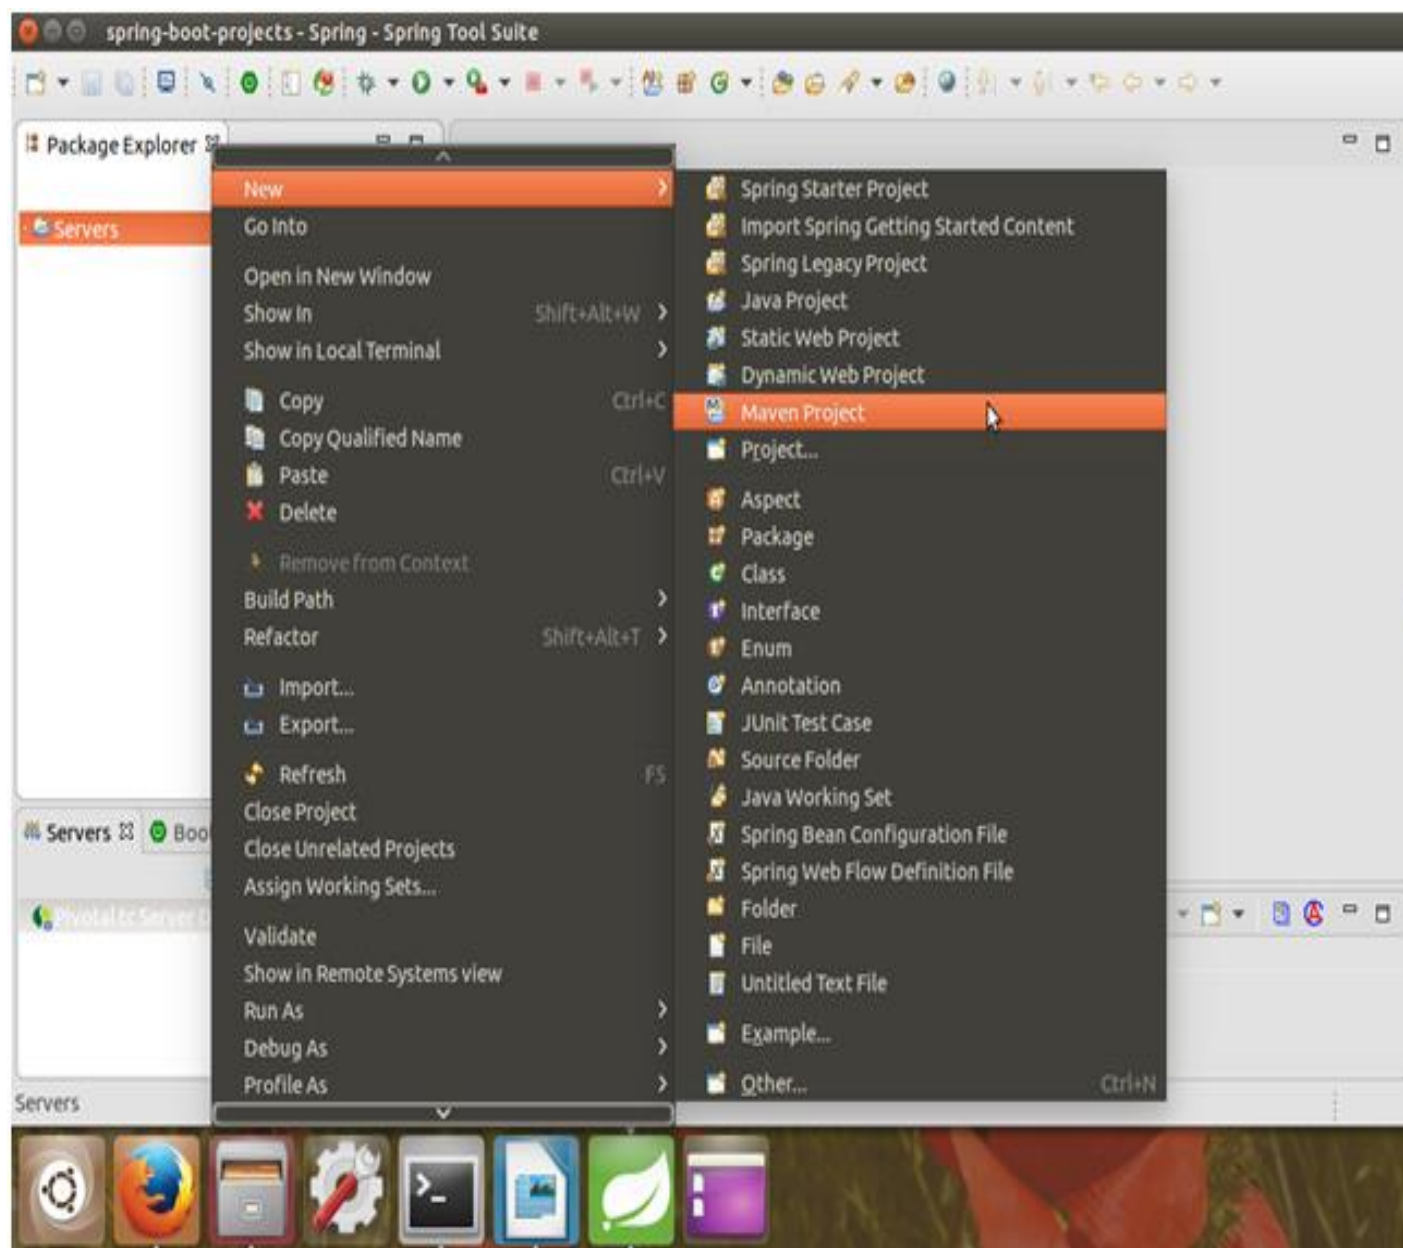 spring-boot-projects - Spring - Spring Tool Suite
Package Explorer
Servers
New
Go Into
Open in New Window
Show In Shift+Alt+W
Show in Local Terminal
Copy Ctrl+C
Copy Qualified Name
Paste Ctrl+V
Delete
Remove from Context
Build Path
Refactor Shift+Alt+T
Import...
Export...
Refresh F5
Close Project
Close Unrelated Projects
Assign Working Sets...
Validate
Show in Remote Systems view
Run As
Debug As
Profile As
Spring Starter Project
Import Spring Getting Started Content
Spring Legacy Project
Java Project
Static Web Project
Dynamic Web Project
Maven Project
Project...
Aspect
Package
Class
Interface
Enum
Annotation
JUnit Test Case
Source Folder
Java Working Set
Spring Bean Configuration File
Spring Web Flow Definition File
Folder
File
Untitled Text File
Example...
Other... Ctrl+N
Servers Boo
Pivotal tc Server D
Servers